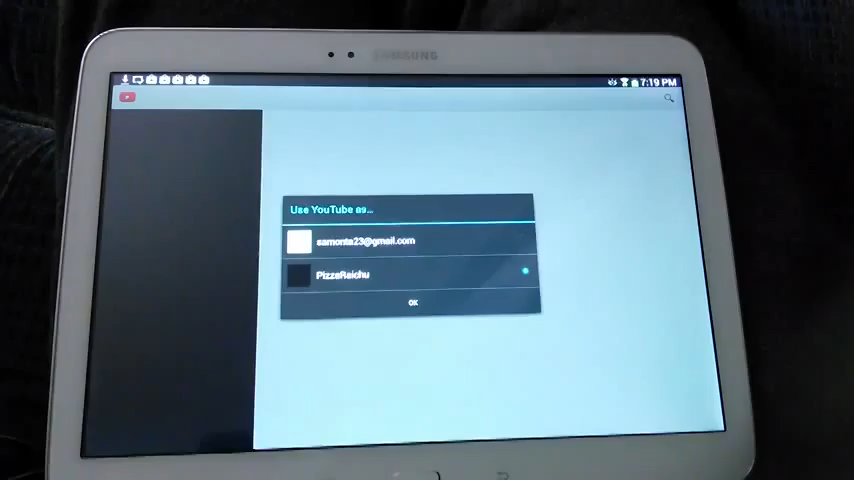 SAMSUNG
7:19 PM
Use YouTube as...
samonta23@gmail.com
PizzaRaichu
OK